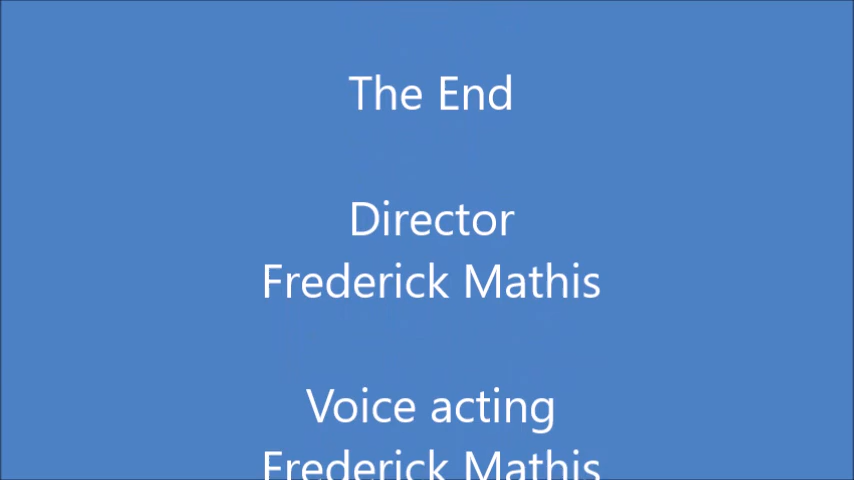 The End
Director
Frederick Mathis
Voice acting
Frederick Mathis